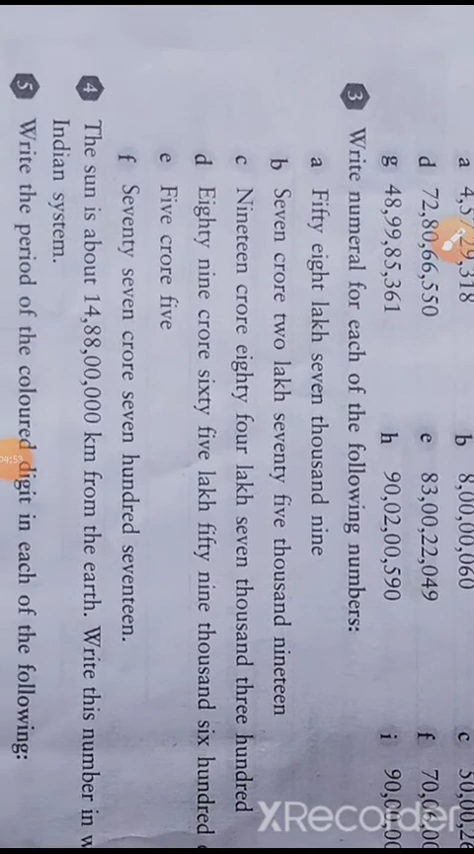 d 72,80,66,550 e 83,00,22,049 f
g 48,99,85,361 h 90,02,00,590 i
3 Write numeral for each of the following numbers:
a Fifty eight lakh seven thousand nine
b Seven crore two lakh seventy five thousand nineteen
c Nineteen crore eighty four lakh seven thousand three hundred
d Eighty nine crore sixty five lakh fifty nine thousand six hundred
e Five crore five
f Seventy seven crore seven hundred seventeen.
4 The sun is about 14,88,00,000 km from the earth. Write this number in
Indian system.
5 Write the period of the coloured digit in each of the following:
XRecorder